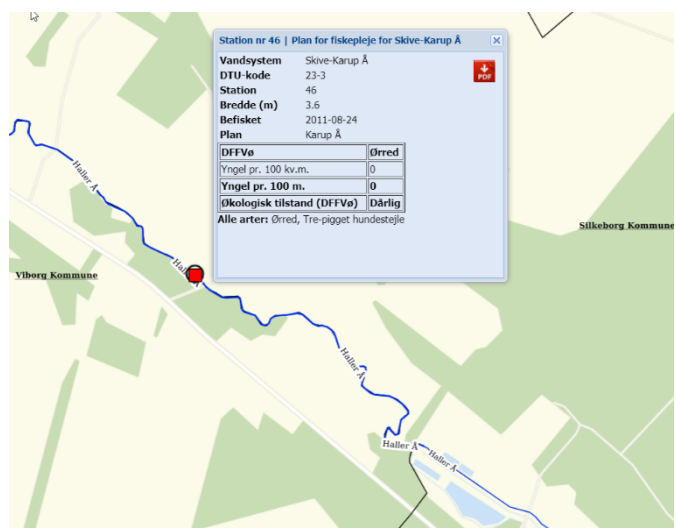 Station nr 46 | Plan for fiskepleje for Skive-Karup Å
Vandsystem Skive-Karup Å
DTU-kode 23-3
PDF
Station 46
Bredde (m) 3.6
Befisket 2011-08-24
Plan Karup Å
DFFVø Ørred
Yngel pr. 100 kv.m. 0
Yngel pr. 100 m. 0
Økologisk tilstand (DFFVø) Dårlig
Alle arter: Ørred, Tre-pigget hundestejle
Haller Å
Silkeborg Kommune
Viborg Kommune
Haller Å
Haller Å
Haller Å
Haller Å